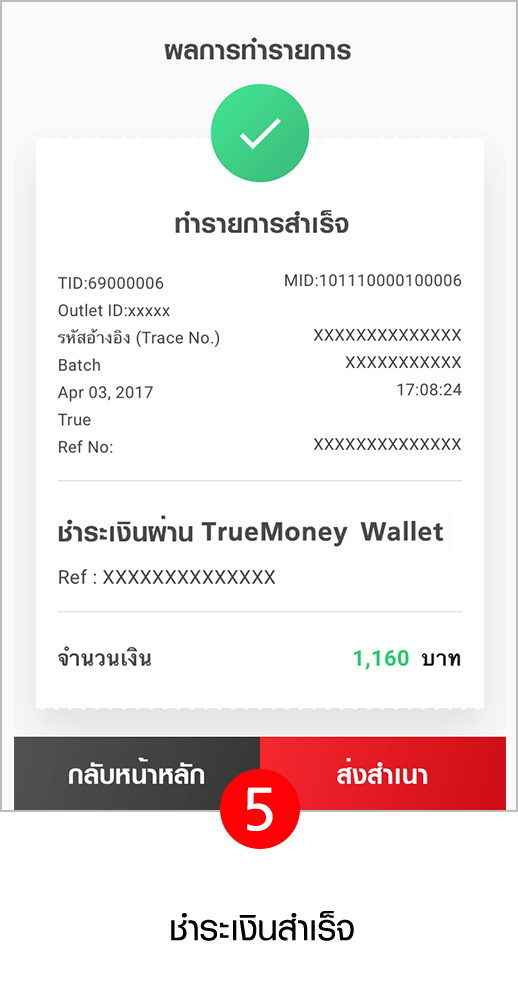 ผลการทำรายการ
ทำรายการสำเร็จ
TID:69000006 MID:101110000100006
Outlet ID:xxxxx
รหัสอ้างอิง (Trace No.) XXXXXXXXXXXXXX
Batch XXXXXXXXXXX
Apr 03, 2017 17:08:24
True
Ref No: XXXXXXXXXXXXXX
ชำระเงินผ่าน TrueMoney Wallet
Ref : XXXXXXXXXXXXXX
จำนวนเงิน 1,160 บาท
กลับหน้าหลัก ส่งสำเนา
5
ชำระเงินสำเร็จ